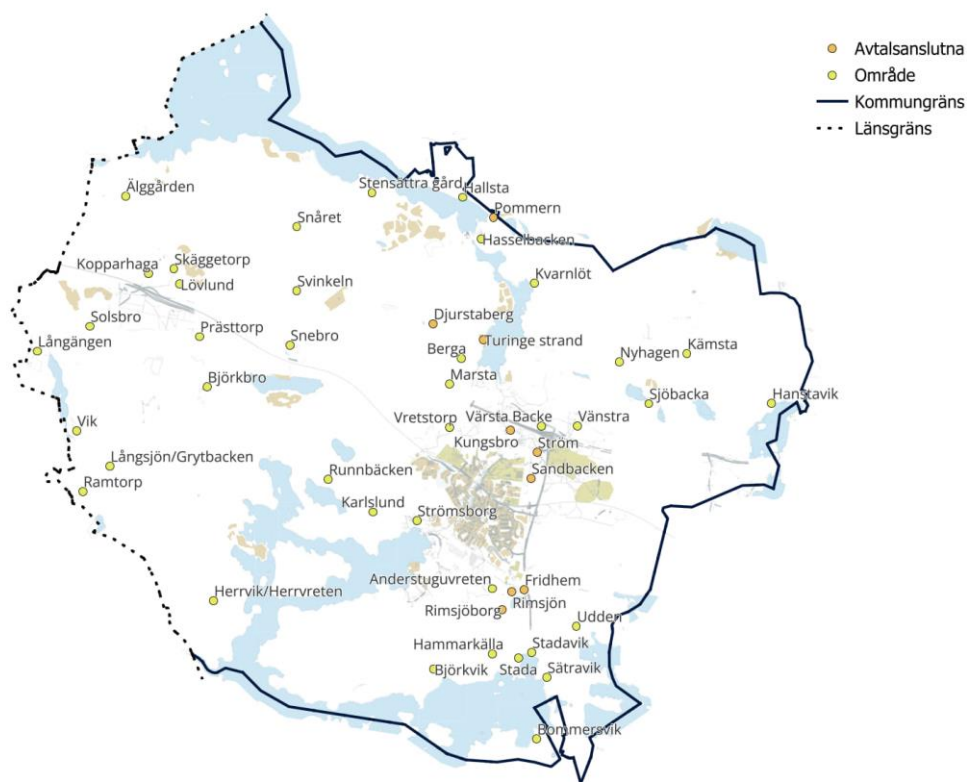 Avtalsanslutna
Område
Kommungräns
Länsgräns
Älggården
Stensättra gård
Hallsta
Pommern
Snåret
Hasselbacken
Skäggetorp
Kopparhaga
Lövlund
Svinkeln
Kvarnlöt
Solsbro
Prästtorp
Djurstaberg
Turinge strand
Långängen
Snebro
Berga
Nyhagen
Kämsta
Björkbro
Marsta
Sjöbacka
Hanstavik
Vik
Vretstorp
Värsta Backe
Vänstra
Kungsbro
Ström
Långsjön/Grytbacken
Runnbäcken
Sandbacken
Ramtorp
Karlslund
Strömsborg
Anderstuguvreten
Fridhem
Herrvik/Herrvreten
Rimsjöborg
Rimsjön
Udden
Hammarkälla
Stadavik
Björkvik
Stada
Sätravik
Bommersvik